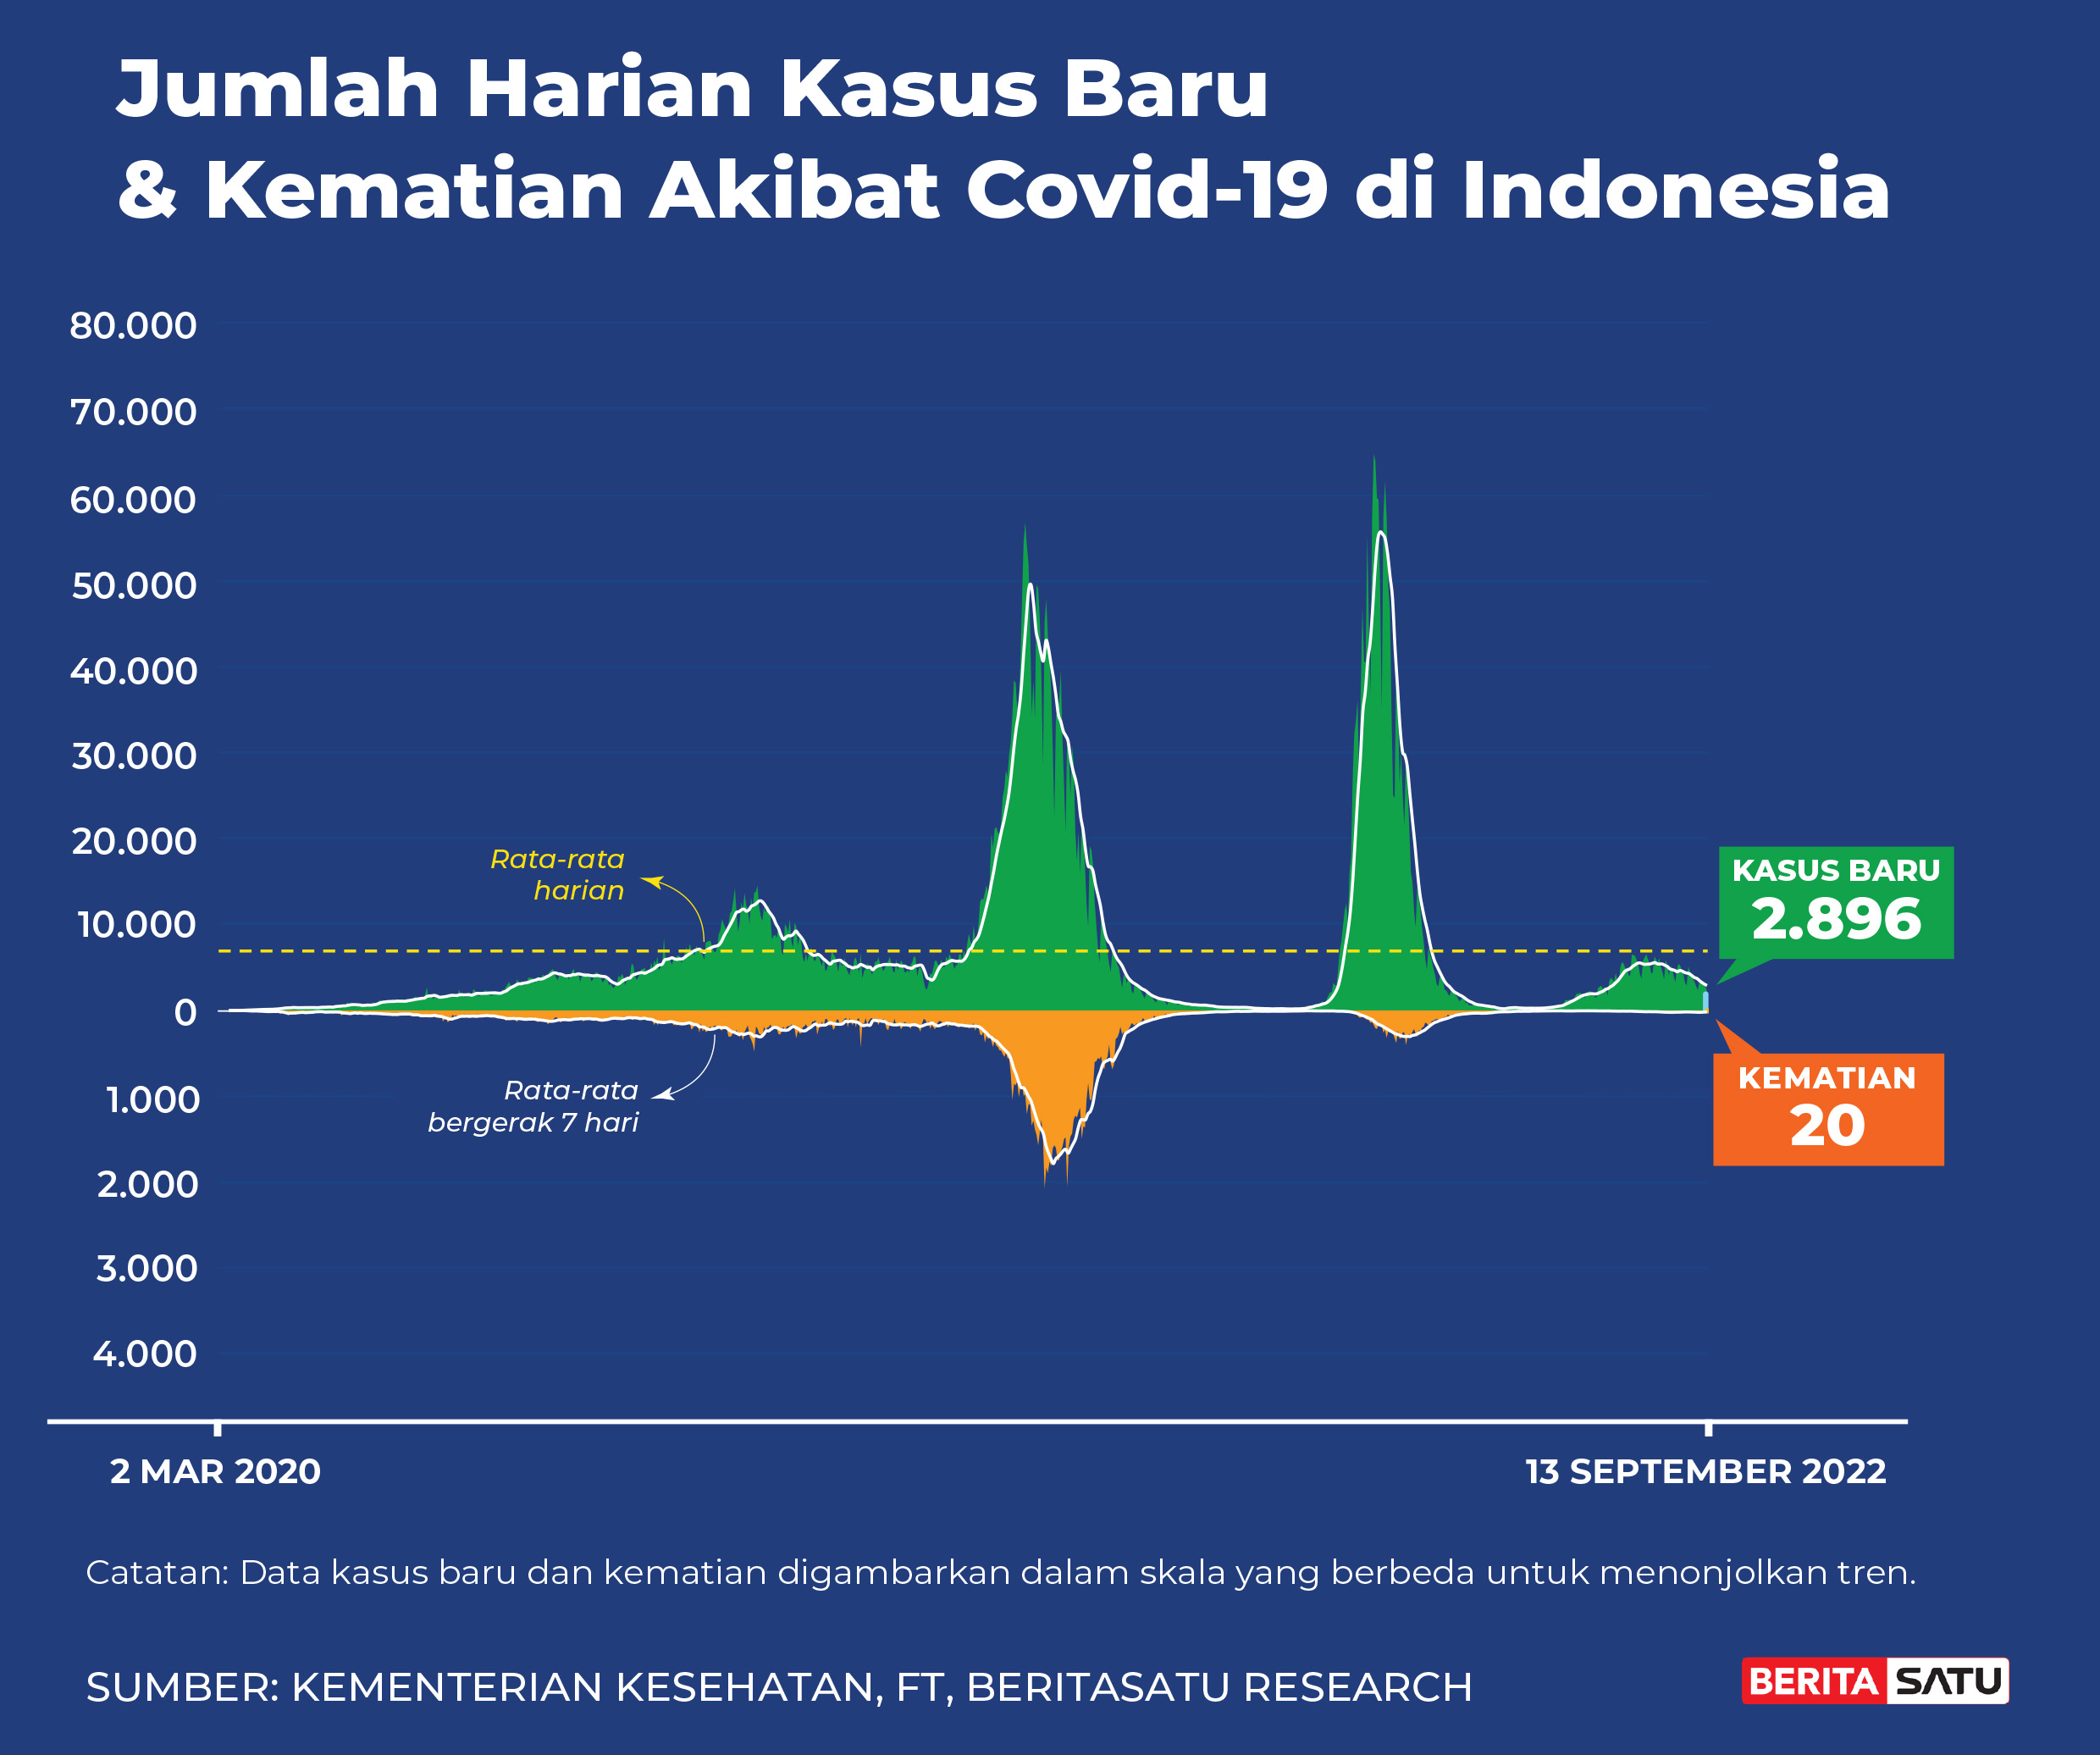 Jumlah Harian Kasus Baru
& Kematian Akibat Covid-19 di Indonesia
80.000
70.000
60.000
50.000
40.000
30.000
20.000
10.000
0
1.000
2.000
3.000
4.000
Rata-rata
harian
Rata-rata
bergerak 7 hari
KASUS BARU
2.896
KEMATIAN
20
2 MAR 2020
13 SEPTEMBER 2022
Catatan: Data kasus baru dan kematian digambarkan dalam skala yang berbeda untuk menonjolkan tren.
SUMBER: KEMENTERIAN KESEHATAN, FT, BERITASATU RESEARCH
BERITA SATU